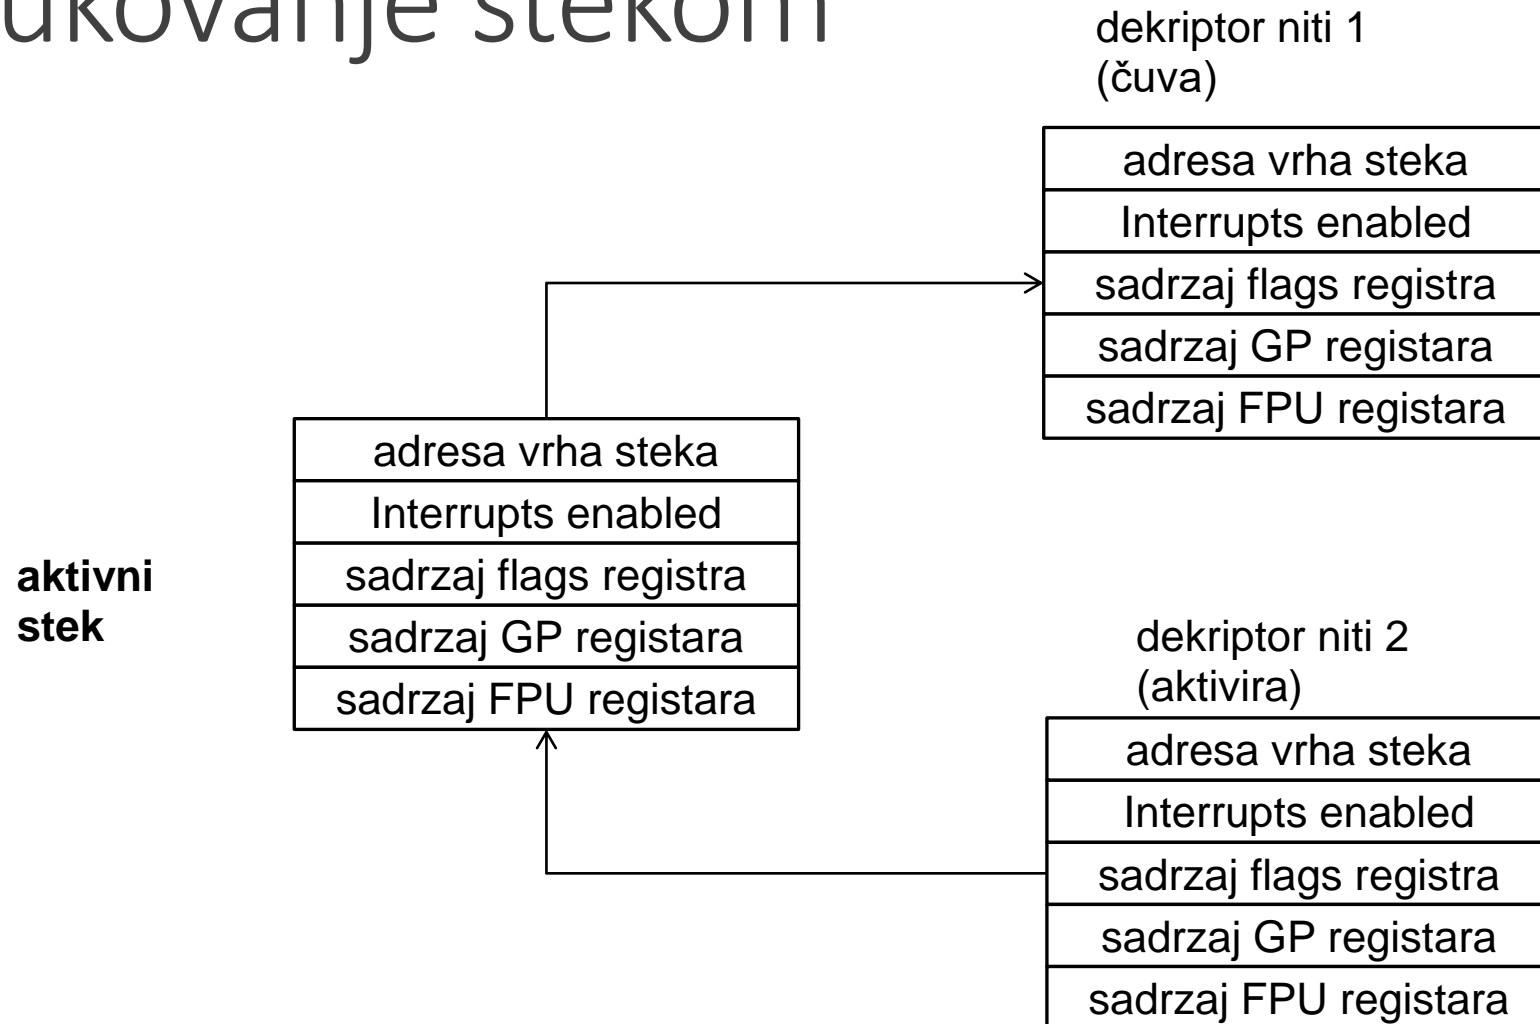 ukovanje stekom
dekriptor niti 1
(čuva)
adresa vrha steka
Interrupts enabled
sadrzaj flags registra
sadrzaj GP registara
sadrzaj FPU registara
adresa vrha steka
Interrupts enabled
sadrzaj flags registra
sadrzaj GP registara
sadrzaj FPU registara
aktivni
stek
dekriptor niti 2
(aktivira)
adresa vrha steka
Interrupts enabled
sadrzaj flags registra
sadrzaj GP registara
sadrzaj FPU registara